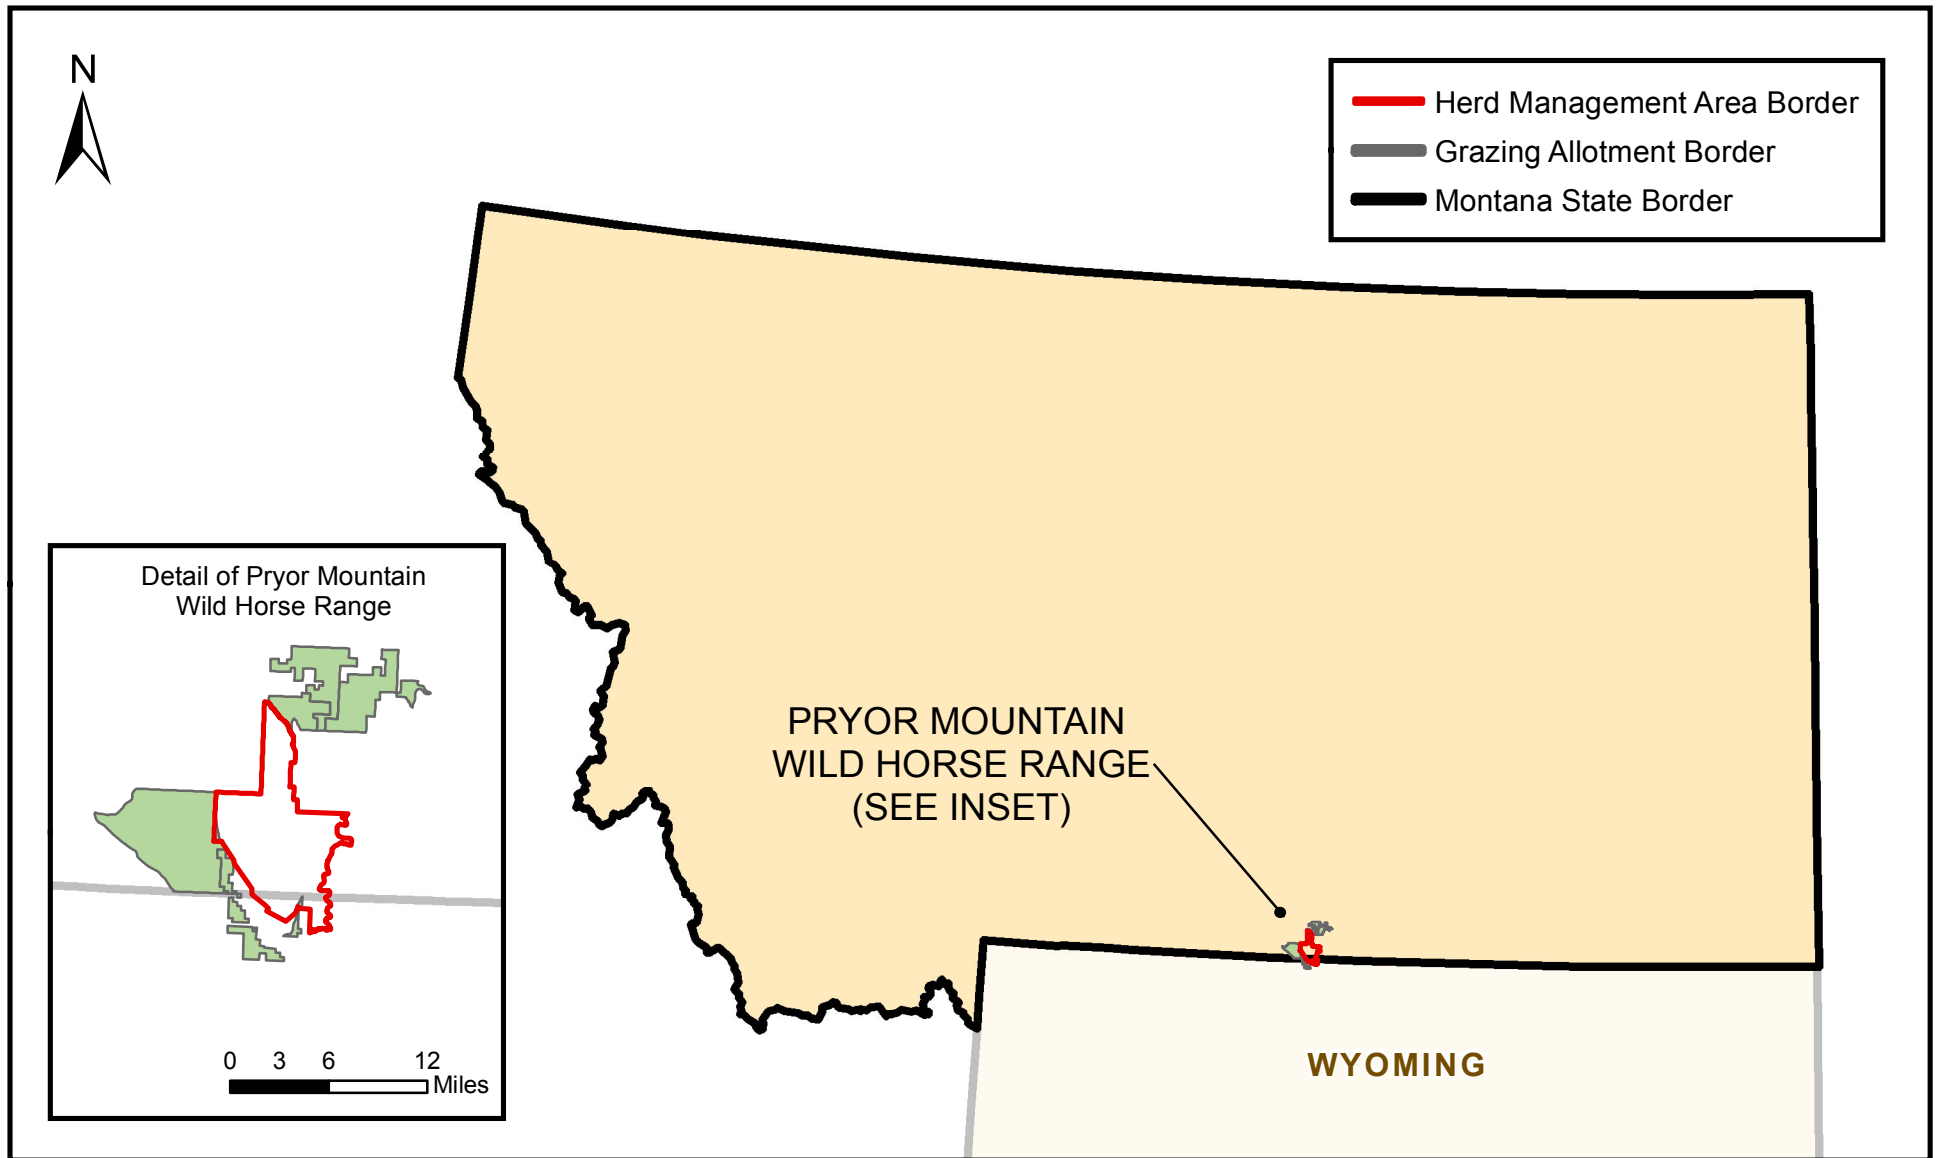 N
Herd Management Area Border
Grazing Allotment Border
Montana State Border
Detail of Pryor Mountain
Wild Horse Range
PRYOR MOUNTAIN
WILD HORSE RANGE
(SEE INSET)
0 3 6 12
Miles
WYOMING